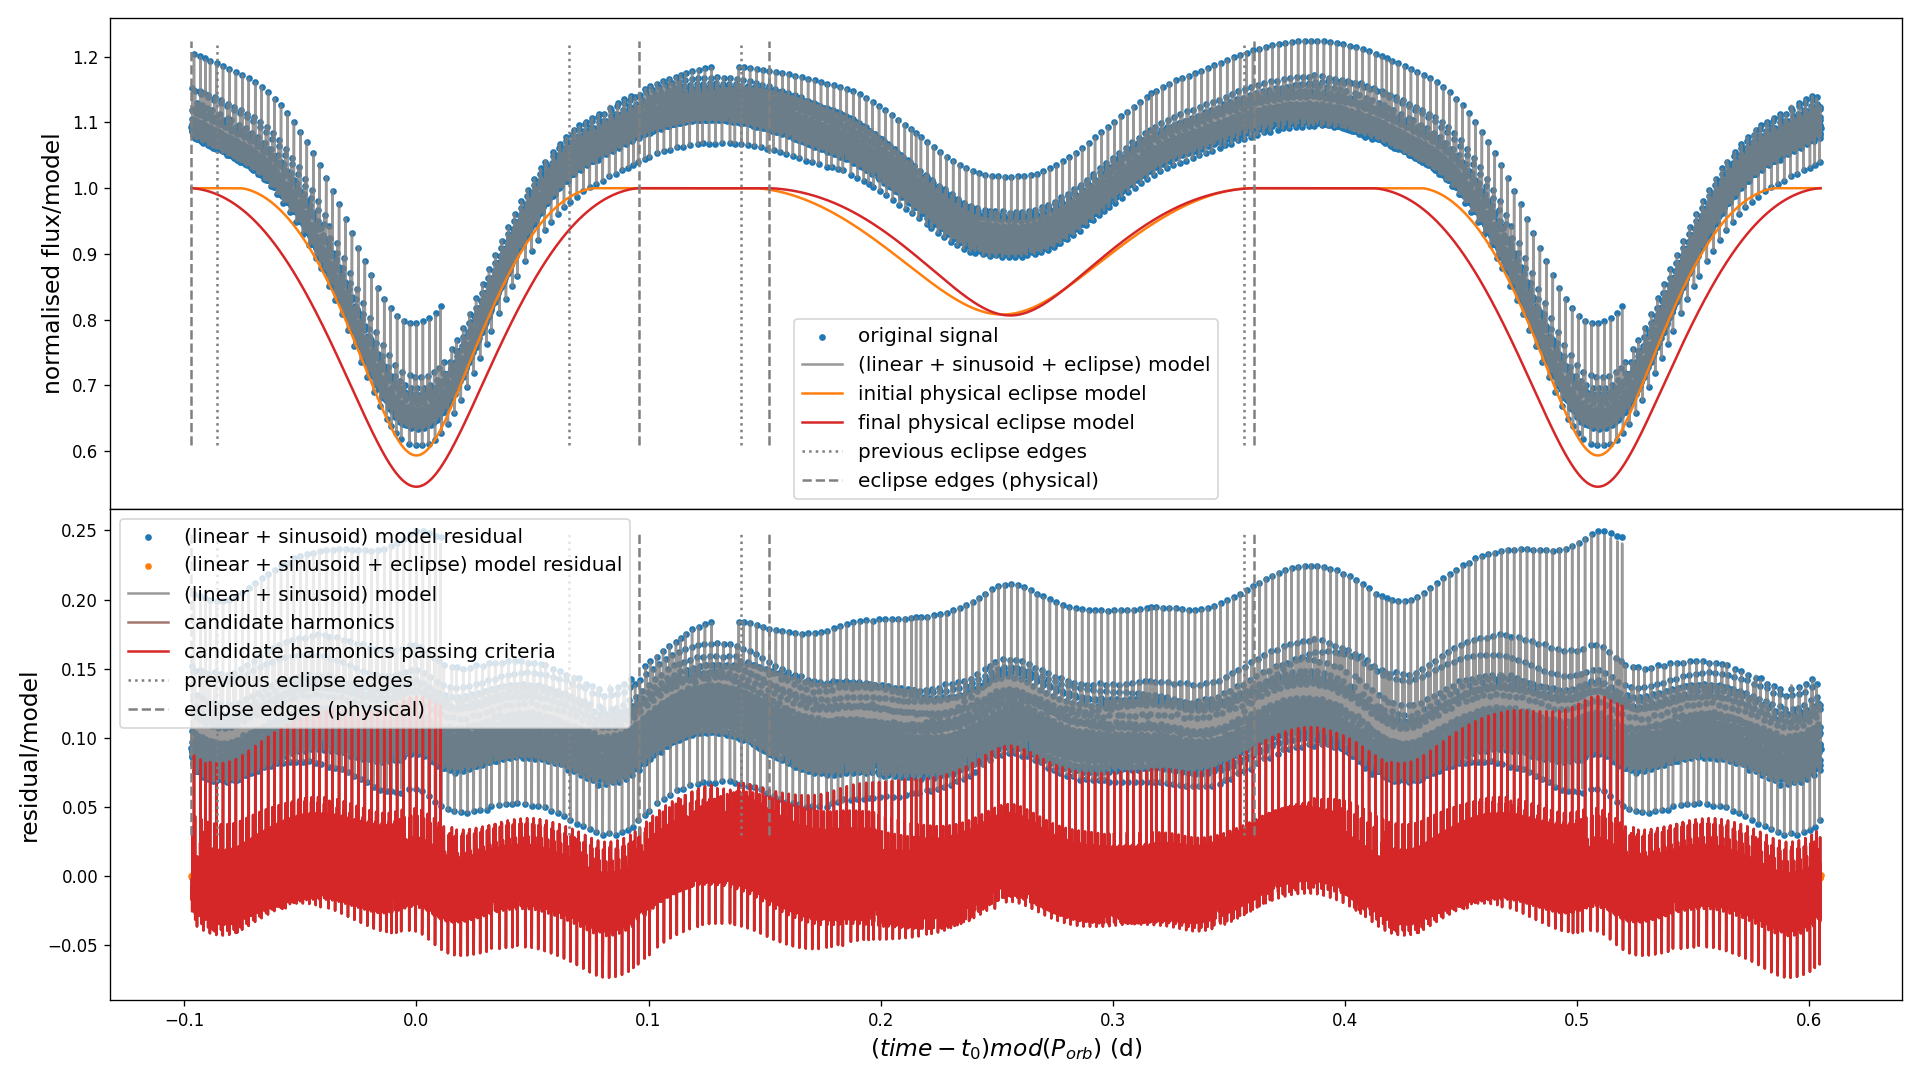 normalised flux/model
1.2
1.1
1.0
0.9
0.8
0.7
0.6
original signal
(linear + sinusoid + eclipse) model
initial physical eclipse model
final physical eclipse model
previous eclipse edges
eclipse edges (physical)
residual/model
0.25
0.20
0.15
0.10
0.05
0.00
−0.05
(linear + sinusoid) model residual
(linear + sinusoid + eclipse) model residual
(linear + sinusoid) model
candidate harmonics
candidate harmonics passing criteria
previous eclipse edges
eclipse edges (physical)
−0.1 0.0 0.1 0.2 0.3 0.4 0.5 0.6
(time − t₀)mod(P_orb) (d)